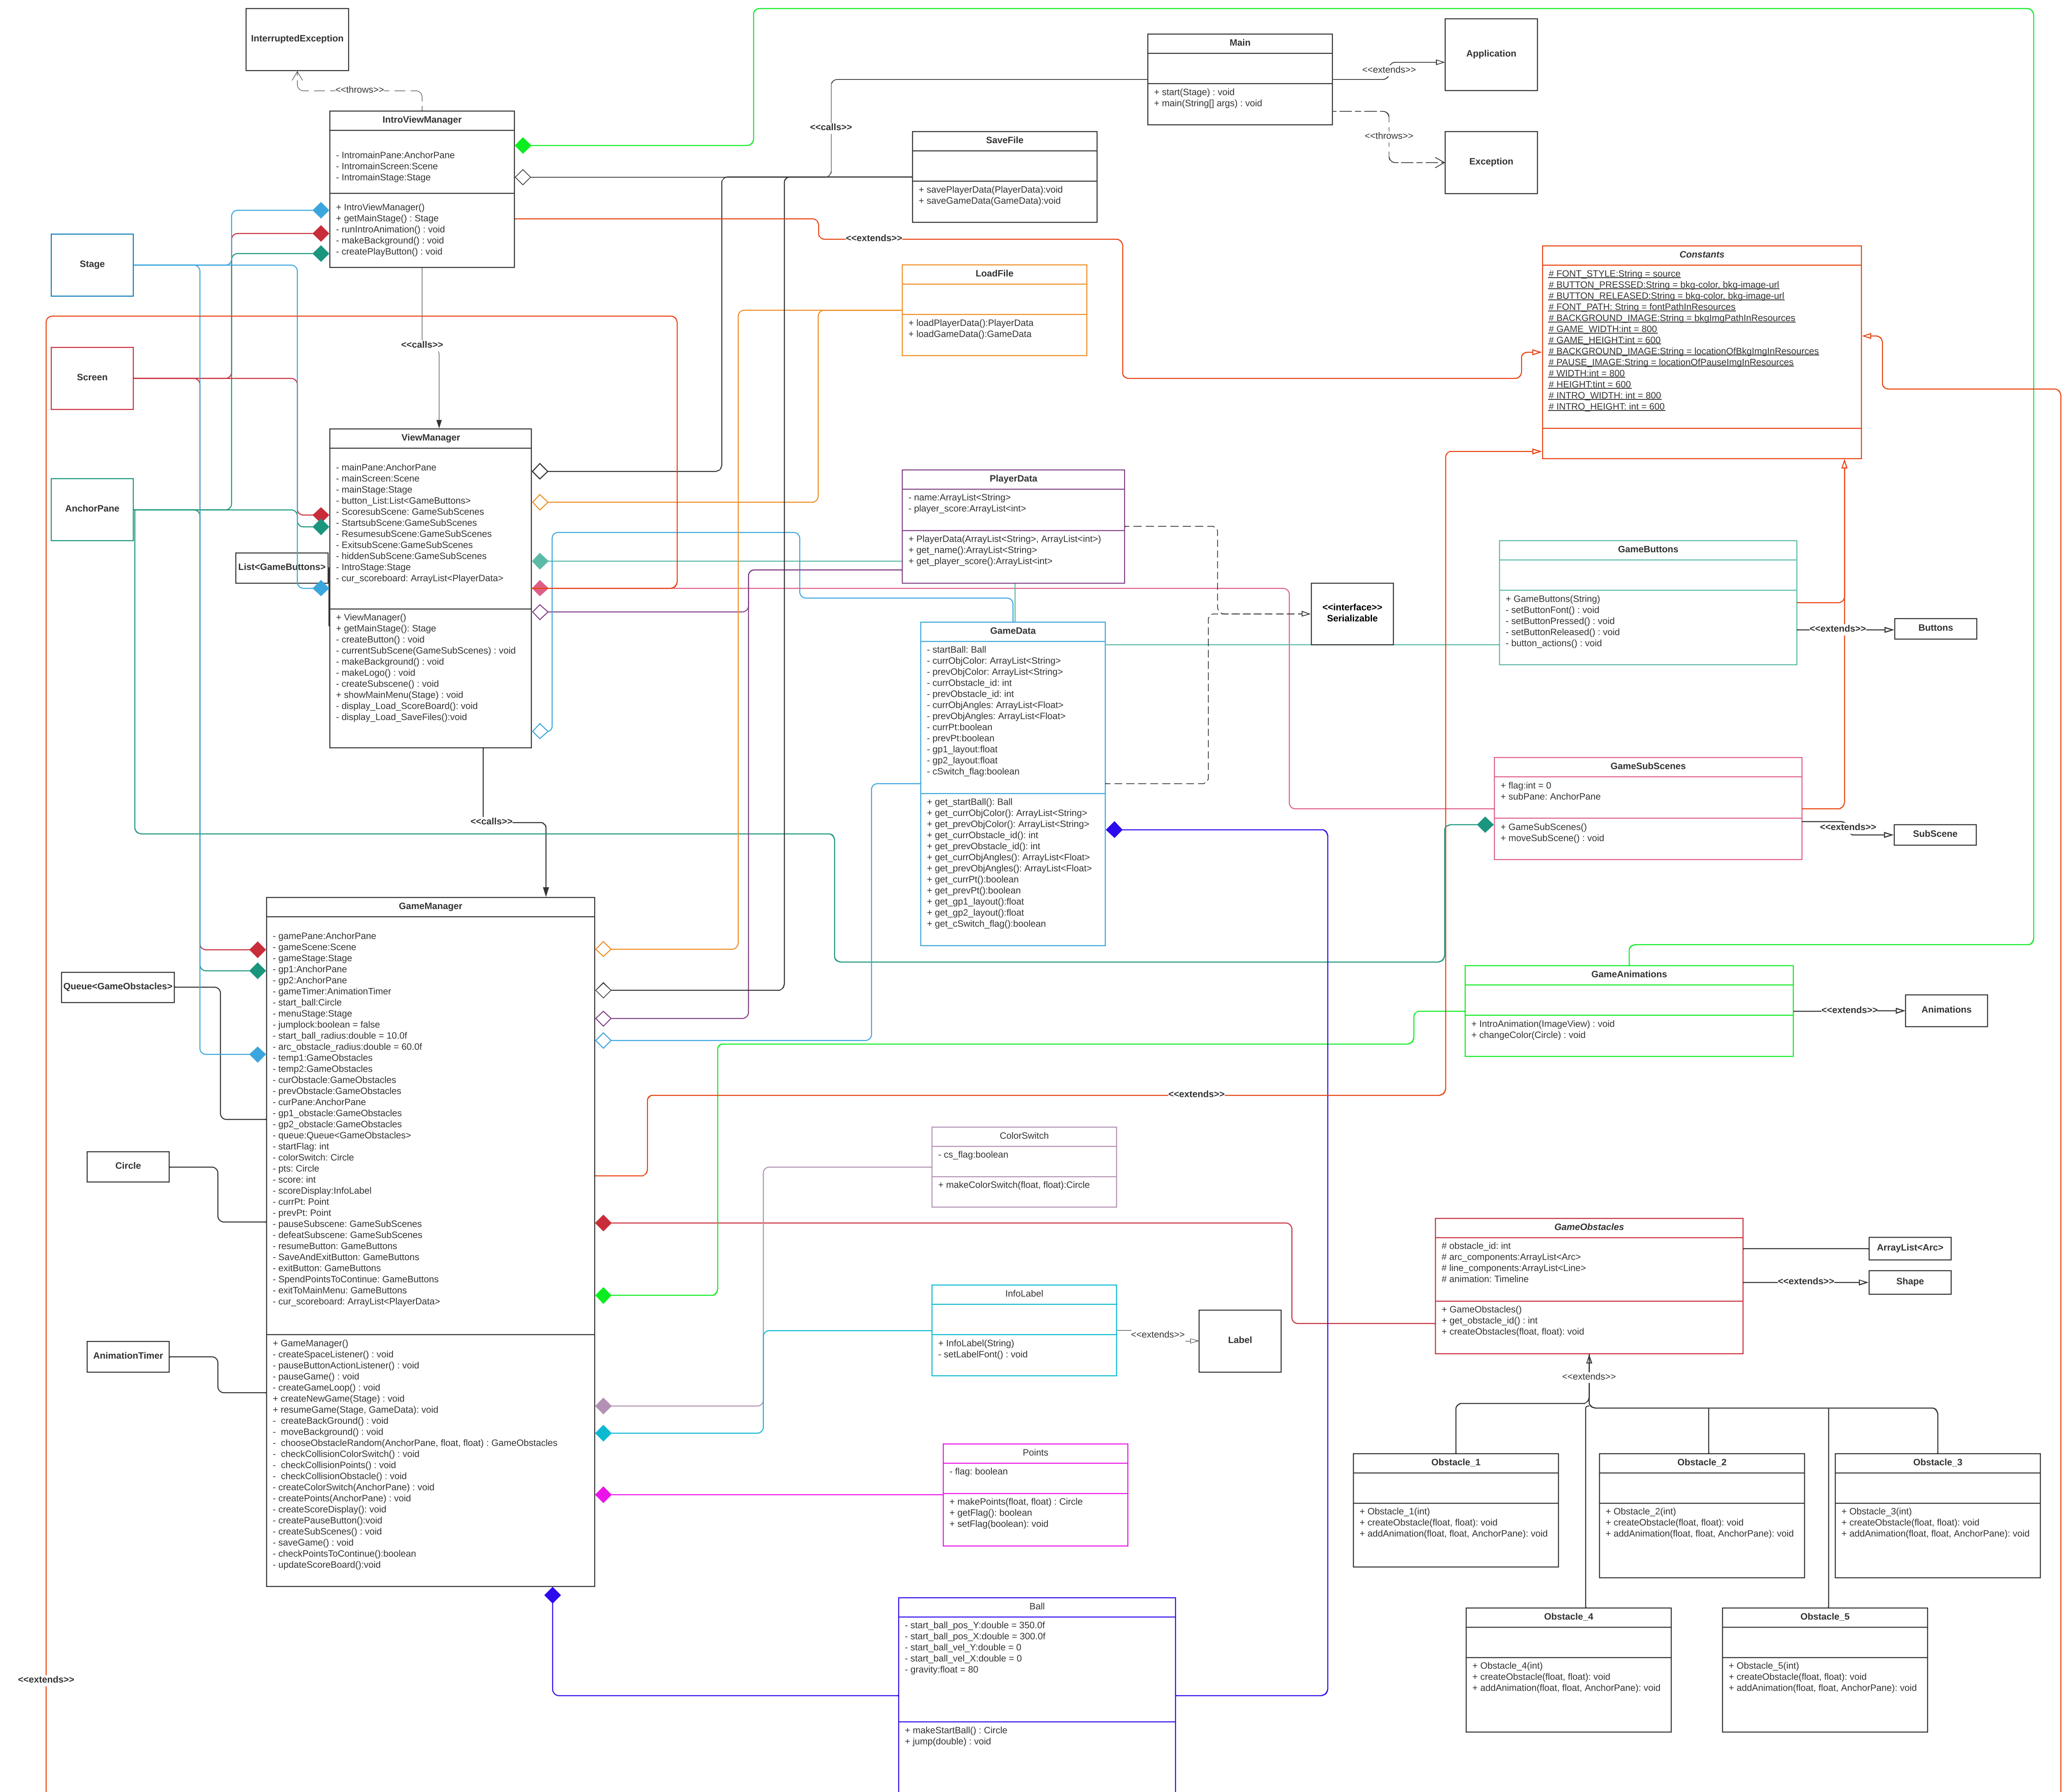 InterruptedException
<<throws>>
IntroViewManager
- IntromainPane:AnchorPane
- IntromainScreen:Scene
- IntromainStage:Stage
+ IntroViewManager()
+ getMainStage() : Stage
- runIntroAnimation() : void
- makeBackground() : void
- createPlayButton() : void
Main
+ start(Stage) : void
+ main(String[] args) : void
<<extends>>
Application
<<throws>>
Exception
<<calls>>
SaveFile
+ savePlayerData(PlayerData):void
+ saveGameData(GameData):void
<<extends>>
Stage
Screen
AnchorPane
List<GameButtons>
LoadFile
+ loadPlayerData():PlayerData
+ loadGameData():GameData
Constants
# FONT_STYLE:String = source
# BUTTON_PRESSED:String = bkg-color, bkg-image-url
# BUTTON_RELEASED:String = bkg-color, bkg-image-url
# FONT_PATH: String = fontPathInResources
# BACKGROUND_IMAGE:String = bkgImgPathInResources
# GAME_WIDTH:int = 800
# GAME_HEIGHT:int = 600
# BACKGROUND_IMAGE:String = locationOfBkgImgInResources
# PAUSE_IMAGE:String = locationOfPauseImgInResources
# WIDTH:int = 800
# HEIGHT:tint = 600
# INTRO_WIDTH: int = 800
# INTRO_HEIGHT: int = 600
<<calls>>
ViewManager
- mainPane:AnchorPane
- mainScreen:Scene
- mainStage:Stage
- button_List:List<GameButtons>
- ScoresubScene: GameSubScenes
- StartsubScene:GameSubScenes
- ResumesubScene:GameSubScenes
- ExitsubScene:GameSubScenes
- hiddenSubScene:GameSubScenes
- IntroStage:Stage
- cur_scoreboard: ArrayList<PlayerData>
+ ViewManager()
+ getMainStage(): Stage
- createButton() : void
- currentSubScene(GameSubScenes) : void
- makeBackground() : void
- makeLogo() : void
- createSubscene() : void
+ showMainMenu(Stage) : void
- display_Load_ScoreBoard(): void
- display_Load_SaveFiles():void
PlayerData
- name:ArrayList<String>
- player_score:ArrayList<int>
+ PlayerData(ArrayList<String>, ArrayList<int>)
+ get_name():ArrayList<String>
+ get_player_score():ArrayList<int>
<<interface>>
Serializable
GameButtons
+ GameButtons(String)
- setButtonFont() : void
- setButtonPressed() : void
- setButtonReleased() : void
- button_actions() : void
<<extends>>
Buttons
GameData
- startBall: Ball
- currObjColor: ArrayList<String>
- prevObjColor: ArrayList<String>
- currObstacle_id: int
- prevObstacle_id: int
- currObjAngles: ArrayList<Float>
- prevObjAngles: ArrayList<Float>
- currPt:boolean
- prevPt:boolean
- gp1_layout:float
- gp2_layout:float
- cSwitch_flag:boolean
+ get_startBall(): Ball
+ get_currObjColor(): ArrayList<String>
+ get_prevObjColor(): ArrayList<String>
+ get_currObstacle_id(): int
+ get_prevObstacle_id(): int
+ get_currObjAngles(): ArrayList<Float>
+ get_prevObjAngles(): ArrayList<Float>
+ get_currPt():boolean
+ get_prevPt():boolean
+ get_gp1_layout():float
+ get_gp2_layout():float
+ get_cSwitch_flag():boolean
GameSubScenes
+ flag:int = 0
+ subPane: AnchorPane
+ GameSubScenes()
+ moveSubScene() : void
<<extends>>
SubScene
<<calls>>
GameManager
- gamePane:AnchorPane
- gameScene:Scene
- gameStage:Stage
- gp1:AnchorPane
- gp2:AnchorPane
- gameTimer:AnimationTimer
- start_ball:Circle
- menuStage:Stage
- jumplock:boolean = false
- start_ball_radius:double = 10.0f
- arc_obstacle_radius:double = 60.0f
- temp1:GameObstacles
- temp2:GameObstacles
- curObstacle:GameObstacles
- prevObstacle:GameObstacles
- curPane:AnchorPane
- gp1_obstacle:GameObstacles
- gp2_obstacle:GameObstacles
- queue:Queue<GameObstacles>
- startFlag: int
- colorSwitch: Circle
- pts: Circle
- score: int
- scoreDisplay:InfoLabel
- currPt: Point
- prevPt: Point
- pauseSubscene: GameSubScenes
- defeatSubscene: GameSubScenes
- resumeButton: GameButtons
- SaveAndExitButton: GameButtons
- exitButton: GameButtons
- SpendPointsToContinue: GameButtons
- exitToMainMenu: GameButtons
- cur_scoreboard: ArrayList<PlayerData>
+ GameManager()
- createSpaceListener() : void
- pauseButtonActionListener() : void
- pauseGame() : void
- createGameLoop() : void
+ createNewGame(Stage) : void
+ resumeGame(Stage, GameData): void
- createBackGround() : void
- moveBackground() : void
- chooseObstacleRandom(AnchorPane, float, float) : GameObstacles
- checkCollisionColorSwitch() : void
- checkCollisionPoints() : void
- checkCollisionObstacle() : void
- createColorSwitch(AnchorPane) : void
- createPoints(AnchorPane) : void
- createScoreDisplay(): void
- createPauseButton():void
- createSubScenes() : void
- saveGame() : void
- checkPointsToContinue():boolean
- updateScoreBoard():void
Queue<GameObstacles>
Circle
AnimationTimer
GameAnimations
+ IntroAnimation(ImageView) : void
+ changeColor(Circle) : void
<<extends>>
Animations
<<extends>>
ColorSwitch
- cs_flag:boolean
+ makeColorSwitch(float, float):Circle
InfoLabel
+ InfoLabel(String)
- setLabelFont() : void
<<extends>>
Label
GameObstacles
# obstacle_id: int
# arc_components:ArrayList<Arc>
# line_components:ArrayList<Line>
# animation: Timeline
+ GameObstacles()
+ get_obstacle_id() : int
+ createObstacles(float, float): void
ArrayList<Arc>
<<extends>>
Shape
<<extends>>
Points
- flag: boolean
+ makePoints(float, float) : Circle
+ getFlag(): boolean
+ setFlag(boolean): void
Obstacle_1
+ Obstacle_1(int)
+ createObstacle(float, float): void
+ addAnimation(float, float, AnchorPane): void
Obstacle_2
+ Obstacle_2(int)
+ createObstacle(float, float): void
+ addAnimation(float, float, AnchorPane): void
Obstacle_3
+ Obstacle_3(int)
+ createObstacle(float, float): void
+ addAnimation(float, float, AnchorPane): void
Obstacle_4
+ Obstacle_4(int)
+ createObstacle(float, float): void
+ addAnimation(float, float, AnchorPane): void
Obstacle_5
+ Obstacle_5(int)
+ createObstacle(float, float): void
+ addAnimation(float, float, AnchorPane): void
Ball
- start_ball_pos_Y:double = 350.0f
- start_ball_pos_X:double = 300.0f
- start_ball_vel_Y:double = 0
- start_ball_vel_X:double = 0
- gravity:float = 80
+ makeStartBall() : Circle
+ jump(double) : void
<<extends>>